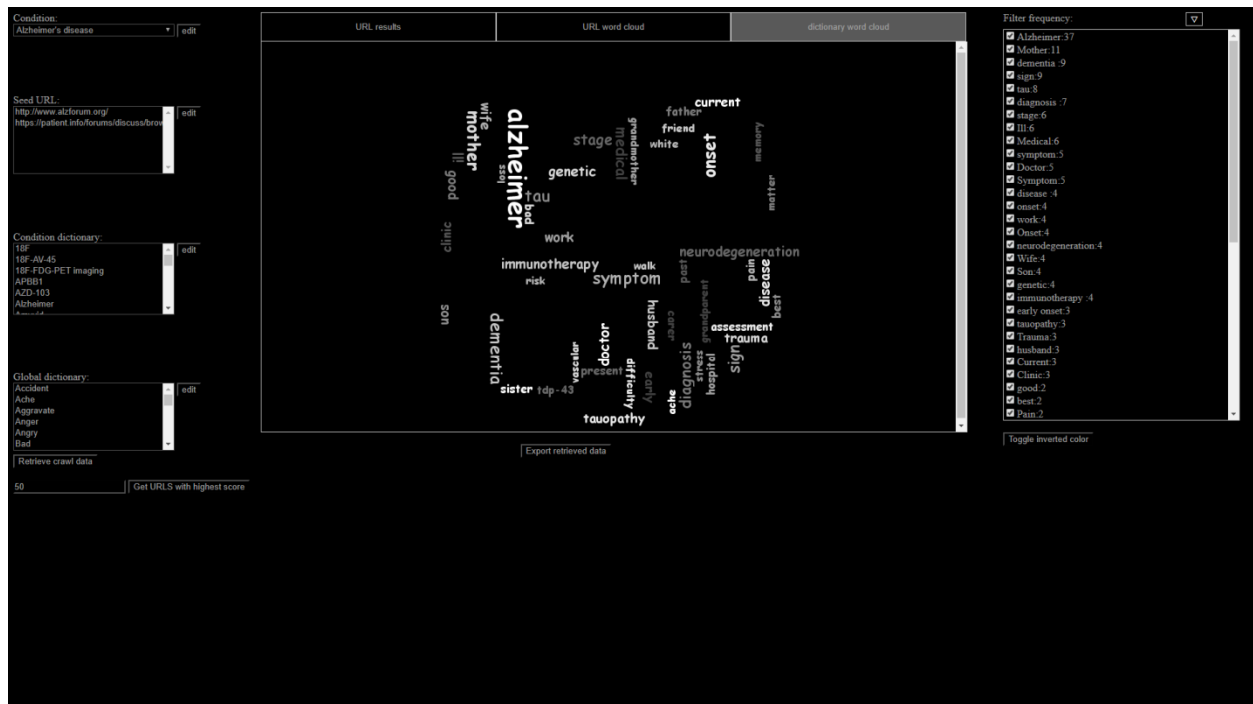 Condition:
Alzheimer's disease
edit
Seed URL:
http://www.alzforum.org/
https://patient.info/forums/discuss/brow
edit
Condition dictionary:
18F
18F-AV-45
18F-FDG-PET imaging
APBB1
AZD-103
Alzheimer
edit
Global dictionary:
Accident
Ache
Aggravate
Anger
Angry
Bad
edit
Retrieve crawl data
50
Get URLS with highest score
URL results
URL word cloud
dictionary word cloud
current
father
wife
mother
alzheimer
friend
grandmother
medical
stage
white
onset
memory
ill
loss
genetic
good
tau
bad
matter
clinic
work
neurodegeneration
immunotherapy
walk
past
pain
disease
risk
symptom
best
son
husband
grandparent
carer
dementia
assessment
doctor
trauma
vascular
sign
diagnosis
stress
hospital
present
difficulty
early
sister
tdp-43
ache
tauopathy
Export retrieved data
Filter frequency:
Alzheimer:37
Mother:11
dementia :9
sign:9
tau:8
diagnosis :7
stage:6
Ill:6
Medical:6
symptom:5
Doctor:5
Symptom:5
disease :4
onset:4
work:4
Onset:4
neurodegeneration:4
Wife:4
Son:4
genetic:4
immunotherapy :4
early onset:3
tauopathy:3
Trauma:3
husband:3
Current:3
Clinic:3
good:2
best:2
Pain:2
Toggle inverted color